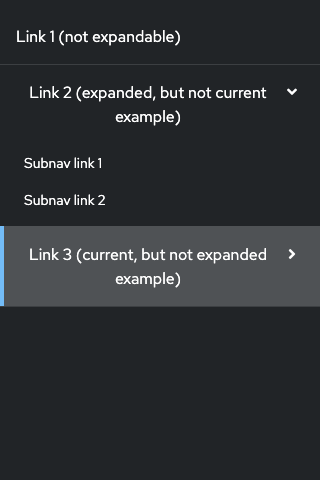 Link 1 (not expandable)
Link 2 (expanded, but not current
example)
Subnav link 1
Subnav link 2
Link 3 (current, but not expanded
example)